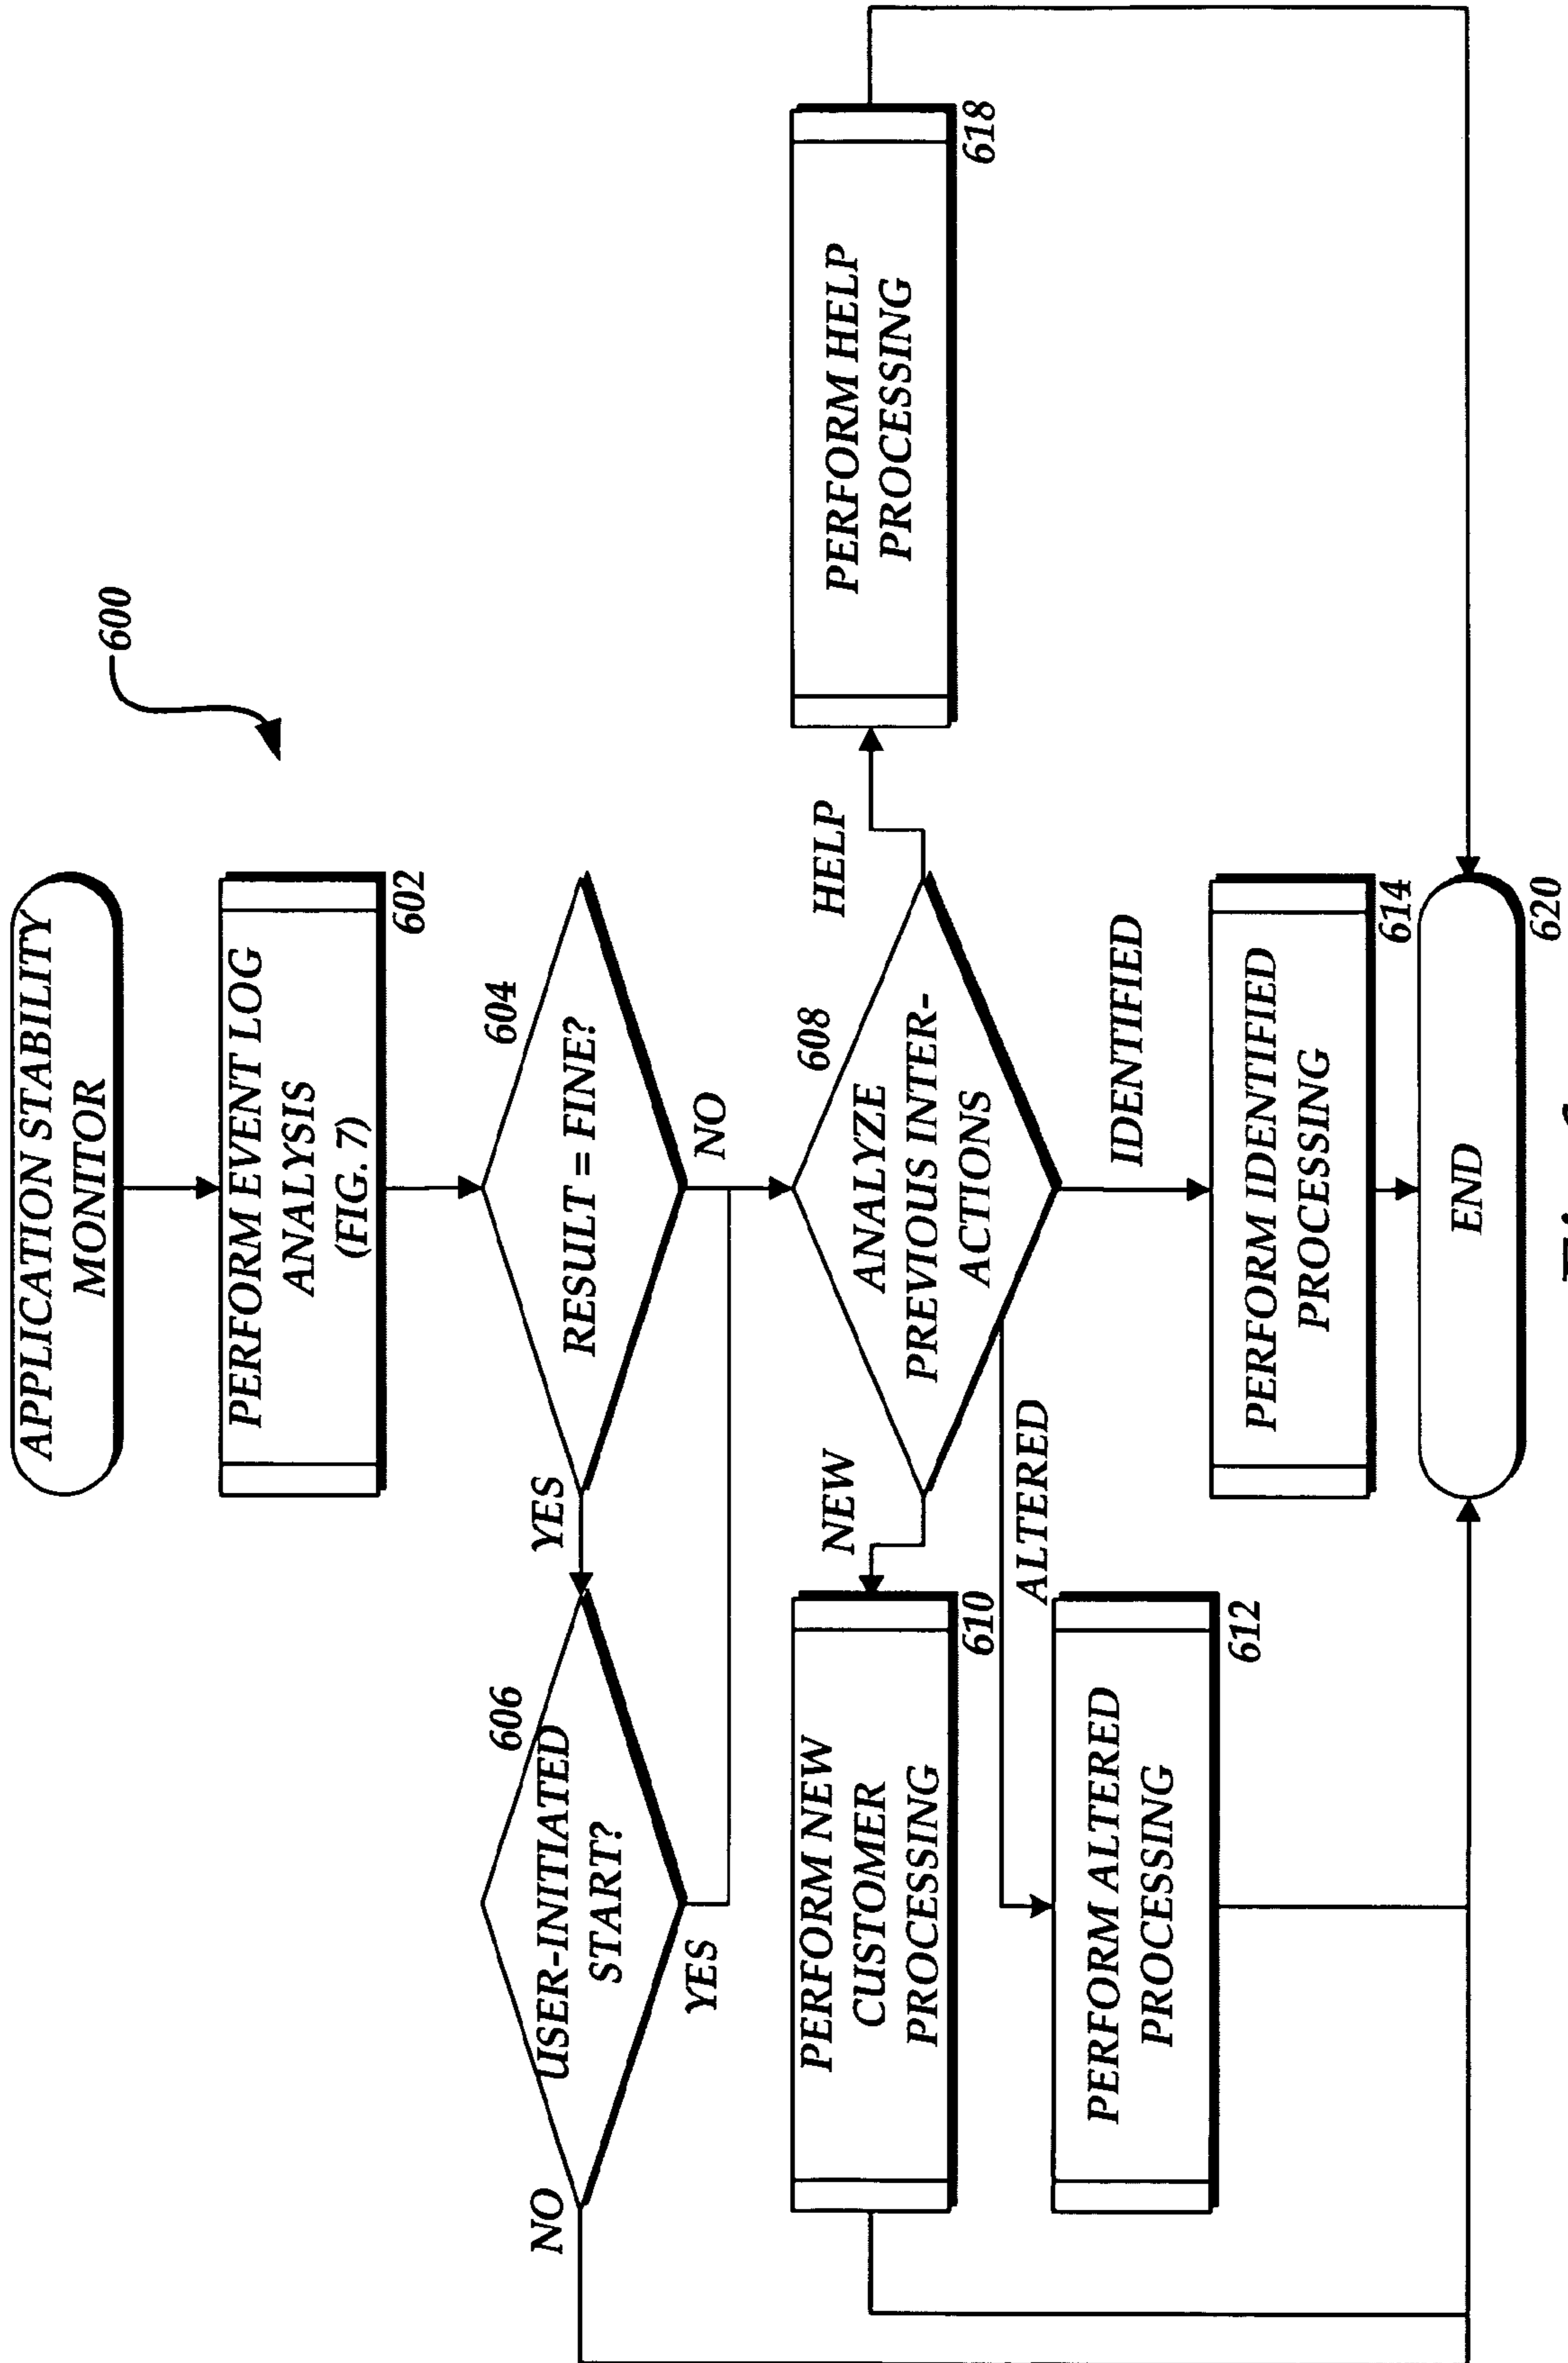 600
APPLICATION STABILITY
MONITOR
PERFORM EVENT LOG
ANALYSIS
(FIG. 7)
602
604
RESULT = FINE?
YES
NO
606
USER-INITIATED
START?
NO
YES
608
ANALYZE
PREVIOUS INTER-
ACTIONS
NEW
HELP
ALTERED
IDENTIFIED
PERFORM NEW
CUSTOMER
PROCESSING
610
PERFORM ALTERED
PROCESSING
612
PERFORM IDENTIFIED
PROCESSING
614
PERFORM HELP
PROCESSING
618
END
620